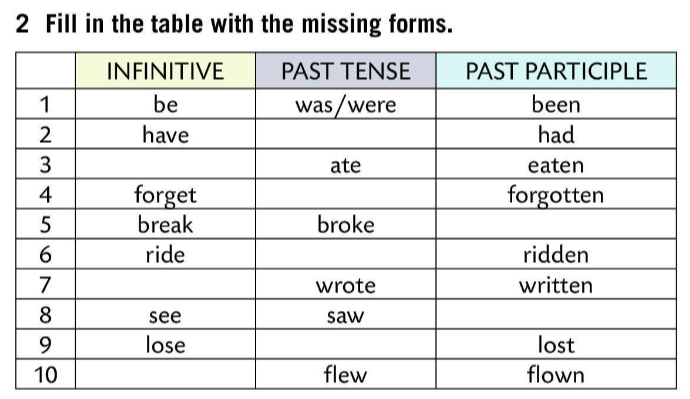 2 Fill in the table with the missing forms.
INFINITIVE PAST TENSE PAST PARTICIPLE
1 be was/were been
2 have had
3 ate eaten
4 forget forgotten
5 break broke
6 ride ridden
7 wrote written
8 see saw
9 lose lost
10 flew flown